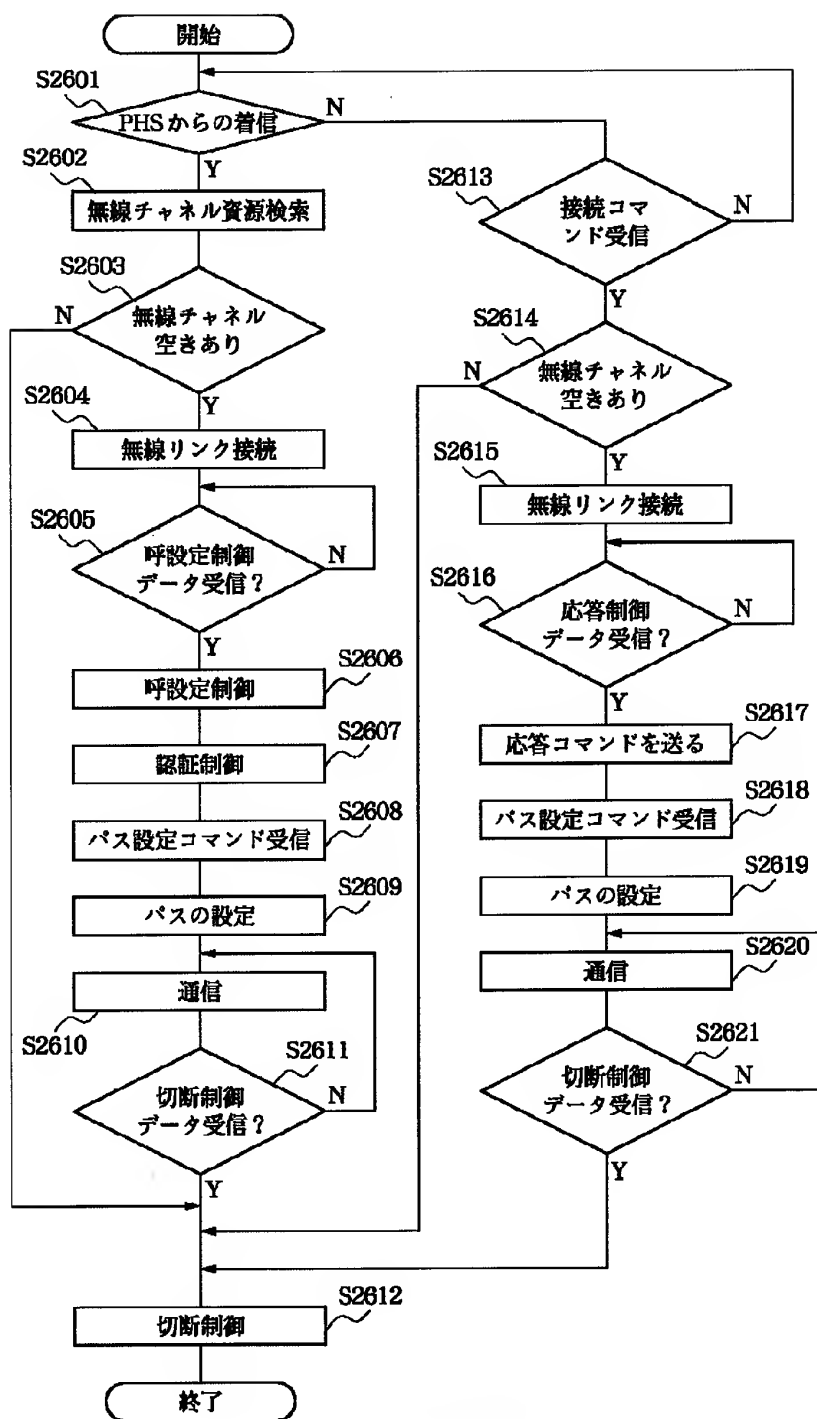 開始
S2601
PHSからの着信
N
Y
S2602
無線チャネル資源検索
S2603
N
無線チャネル
空きあり
Y
S2604
無線リンク接続
S2605
呼設定制御
データ受信？
N
Y
S2606
呼設定制御
S2607
認証制御
S2608
パス設定コマンド受信
S2609
パスの設定
通信
S2610
S2611
切断制御
データ受信？
N
Y
S2612
切断制御
終了
S2613
接続コマ
ンド受信
N
Y
S2614
N
無線チャネル
空きあり
Y
S2615
無線リンク接続
S2616
応答制御
データ受信？
N
Y
S2617
応答コマンドを送る
S2618
パス設定コマンド受信
S2619
パスの設定
S2620
通信
S2621
切断制御
データ受信？
N
Y